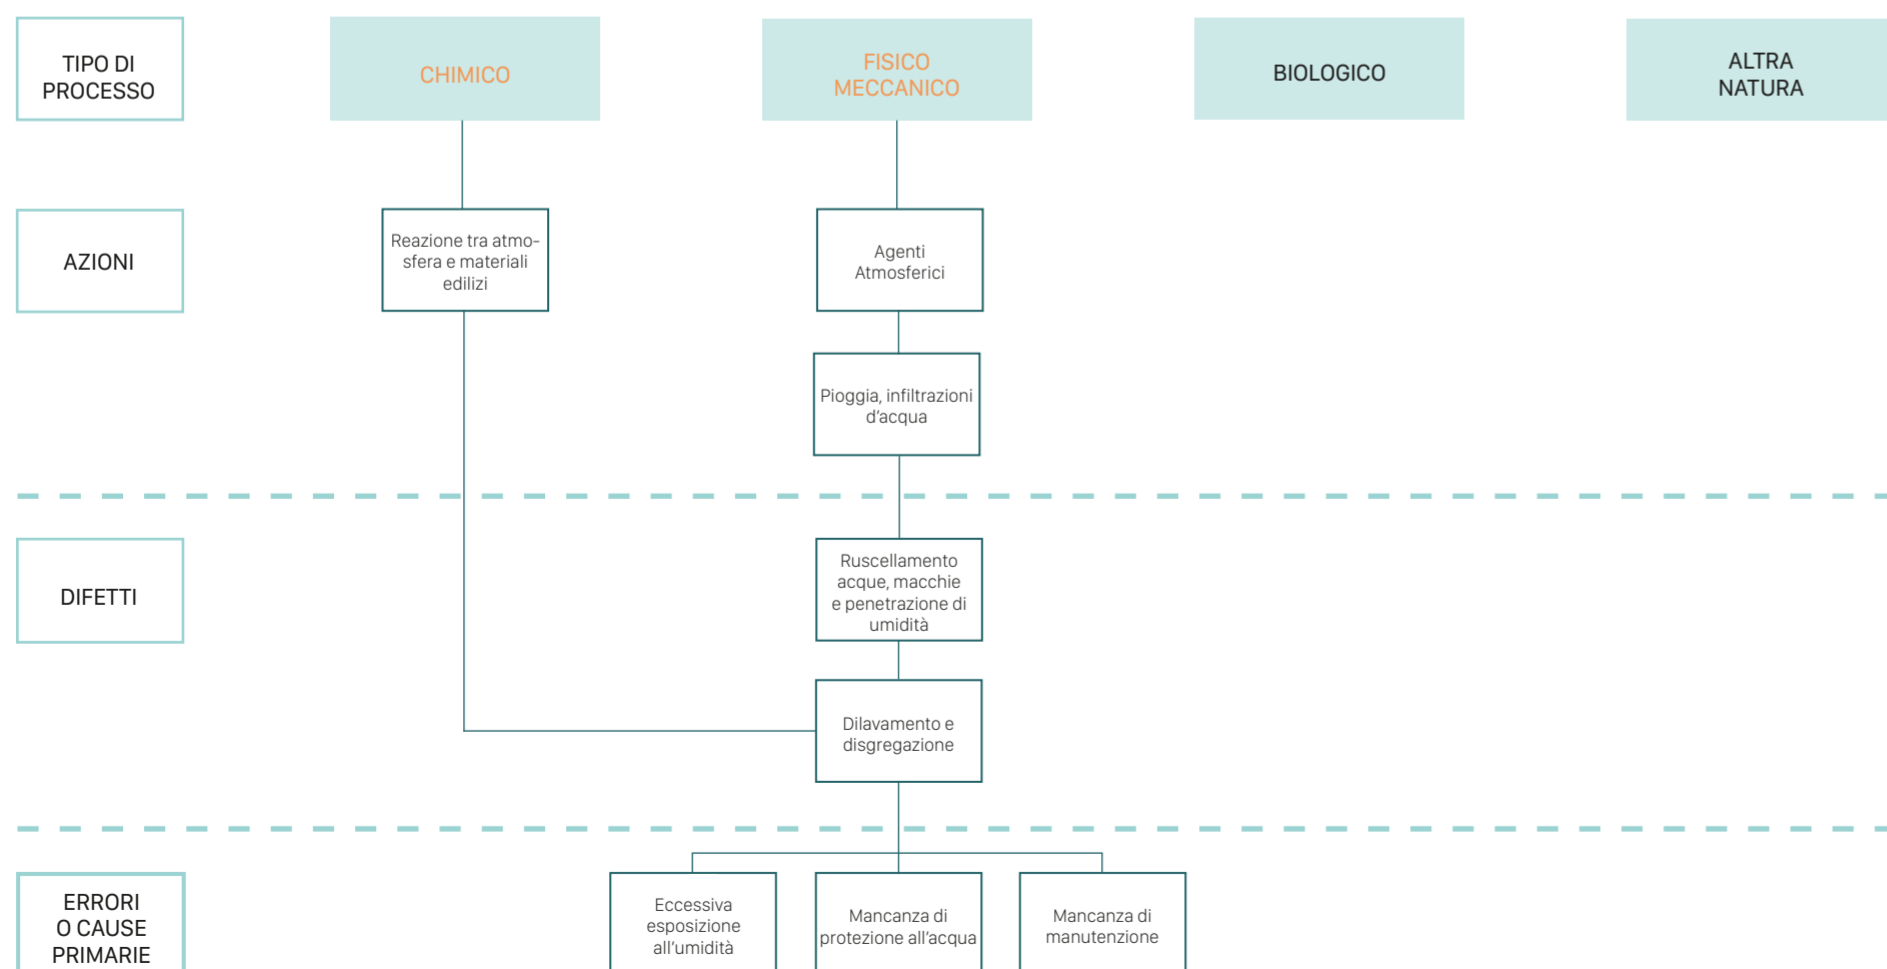 TIPO DI
PROCESSO
CHIMICO
FISICO
MECCANICO
BIOLOGICO
ALTRA
NATURA
AZIONI
Reazione tra atmo-
sfera e materiali
edilizi
Agenti
Atmosferici
Pioggia, infiltrazioni
d'acqua
DIFETTI
Ruscellamento
acque, macchie
e penetrazione di
umidità
Dilavamento e
disgregazione
ERRORI
O CAUSE
PRIMARIE
Eccessiva
esposizione
all'umidità
Mancanza di
protezione all'acqua
Mancanza di
manutenzione